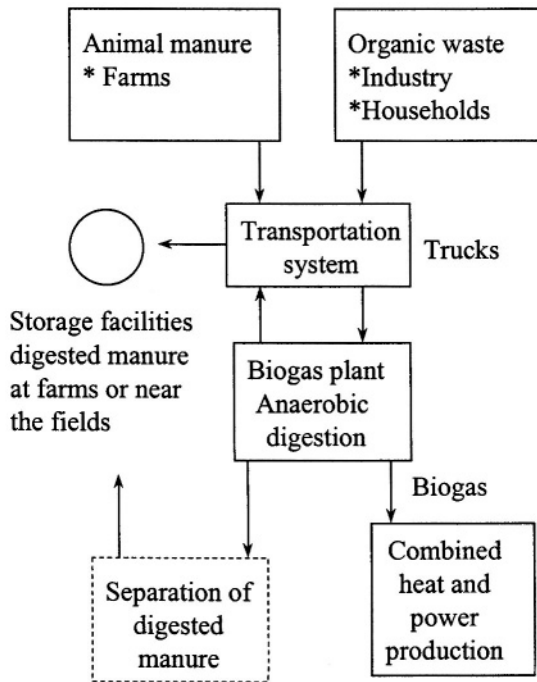 Animal manure
* Farms
Organic waste
*Industry
*Households
Transportation
system
Trucks
Storage facilities
digested manure
at farms or near
the fields
Biogas plant
Anaerobic
digestion
Biogas
Separation of
digested
manure
Combined
heat and
power
production